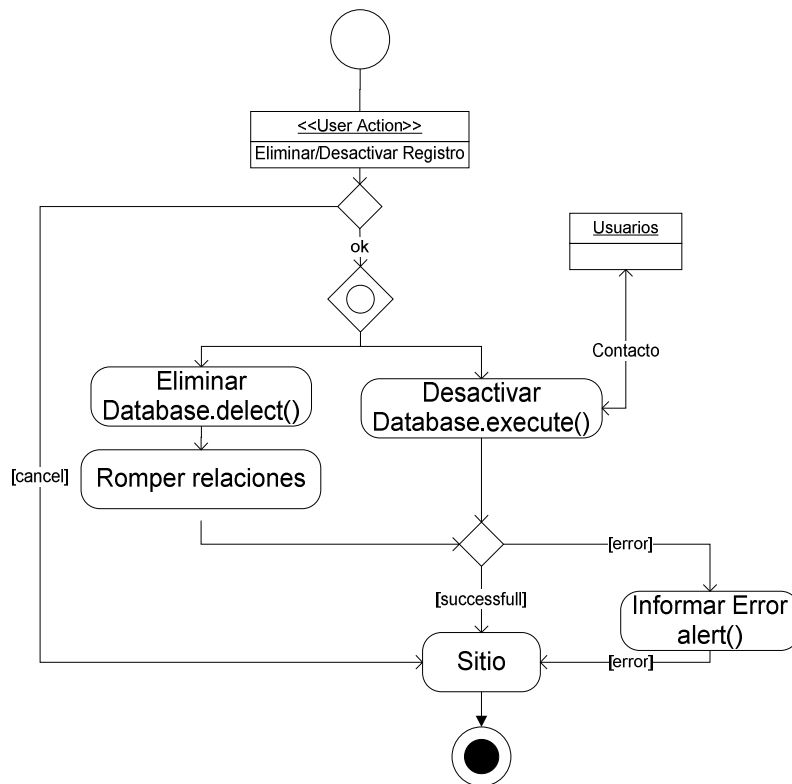 <<User Action>>
Eliminar/Desactivar Registro
ok
Usuarios
Contacto
Eliminar
Database.delect()
Desactivar
Database.execute()
Romper relaciones
[cancel]
[error]
[successfull]
Informar Error
alert()
Sitio
[error]